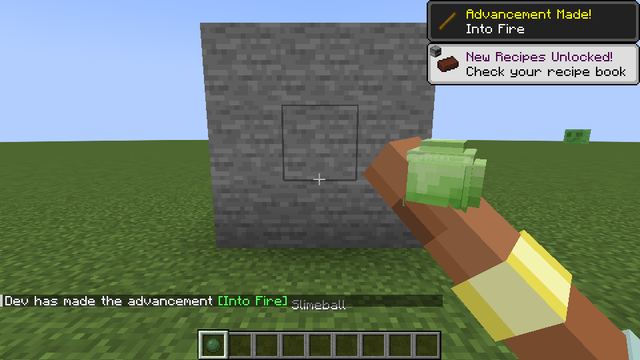 Advancement Made!
Into Fire
New Recipes Unlocked!
Check your recipe book
Dev has made the advancement [Into Fire]
Slimeball